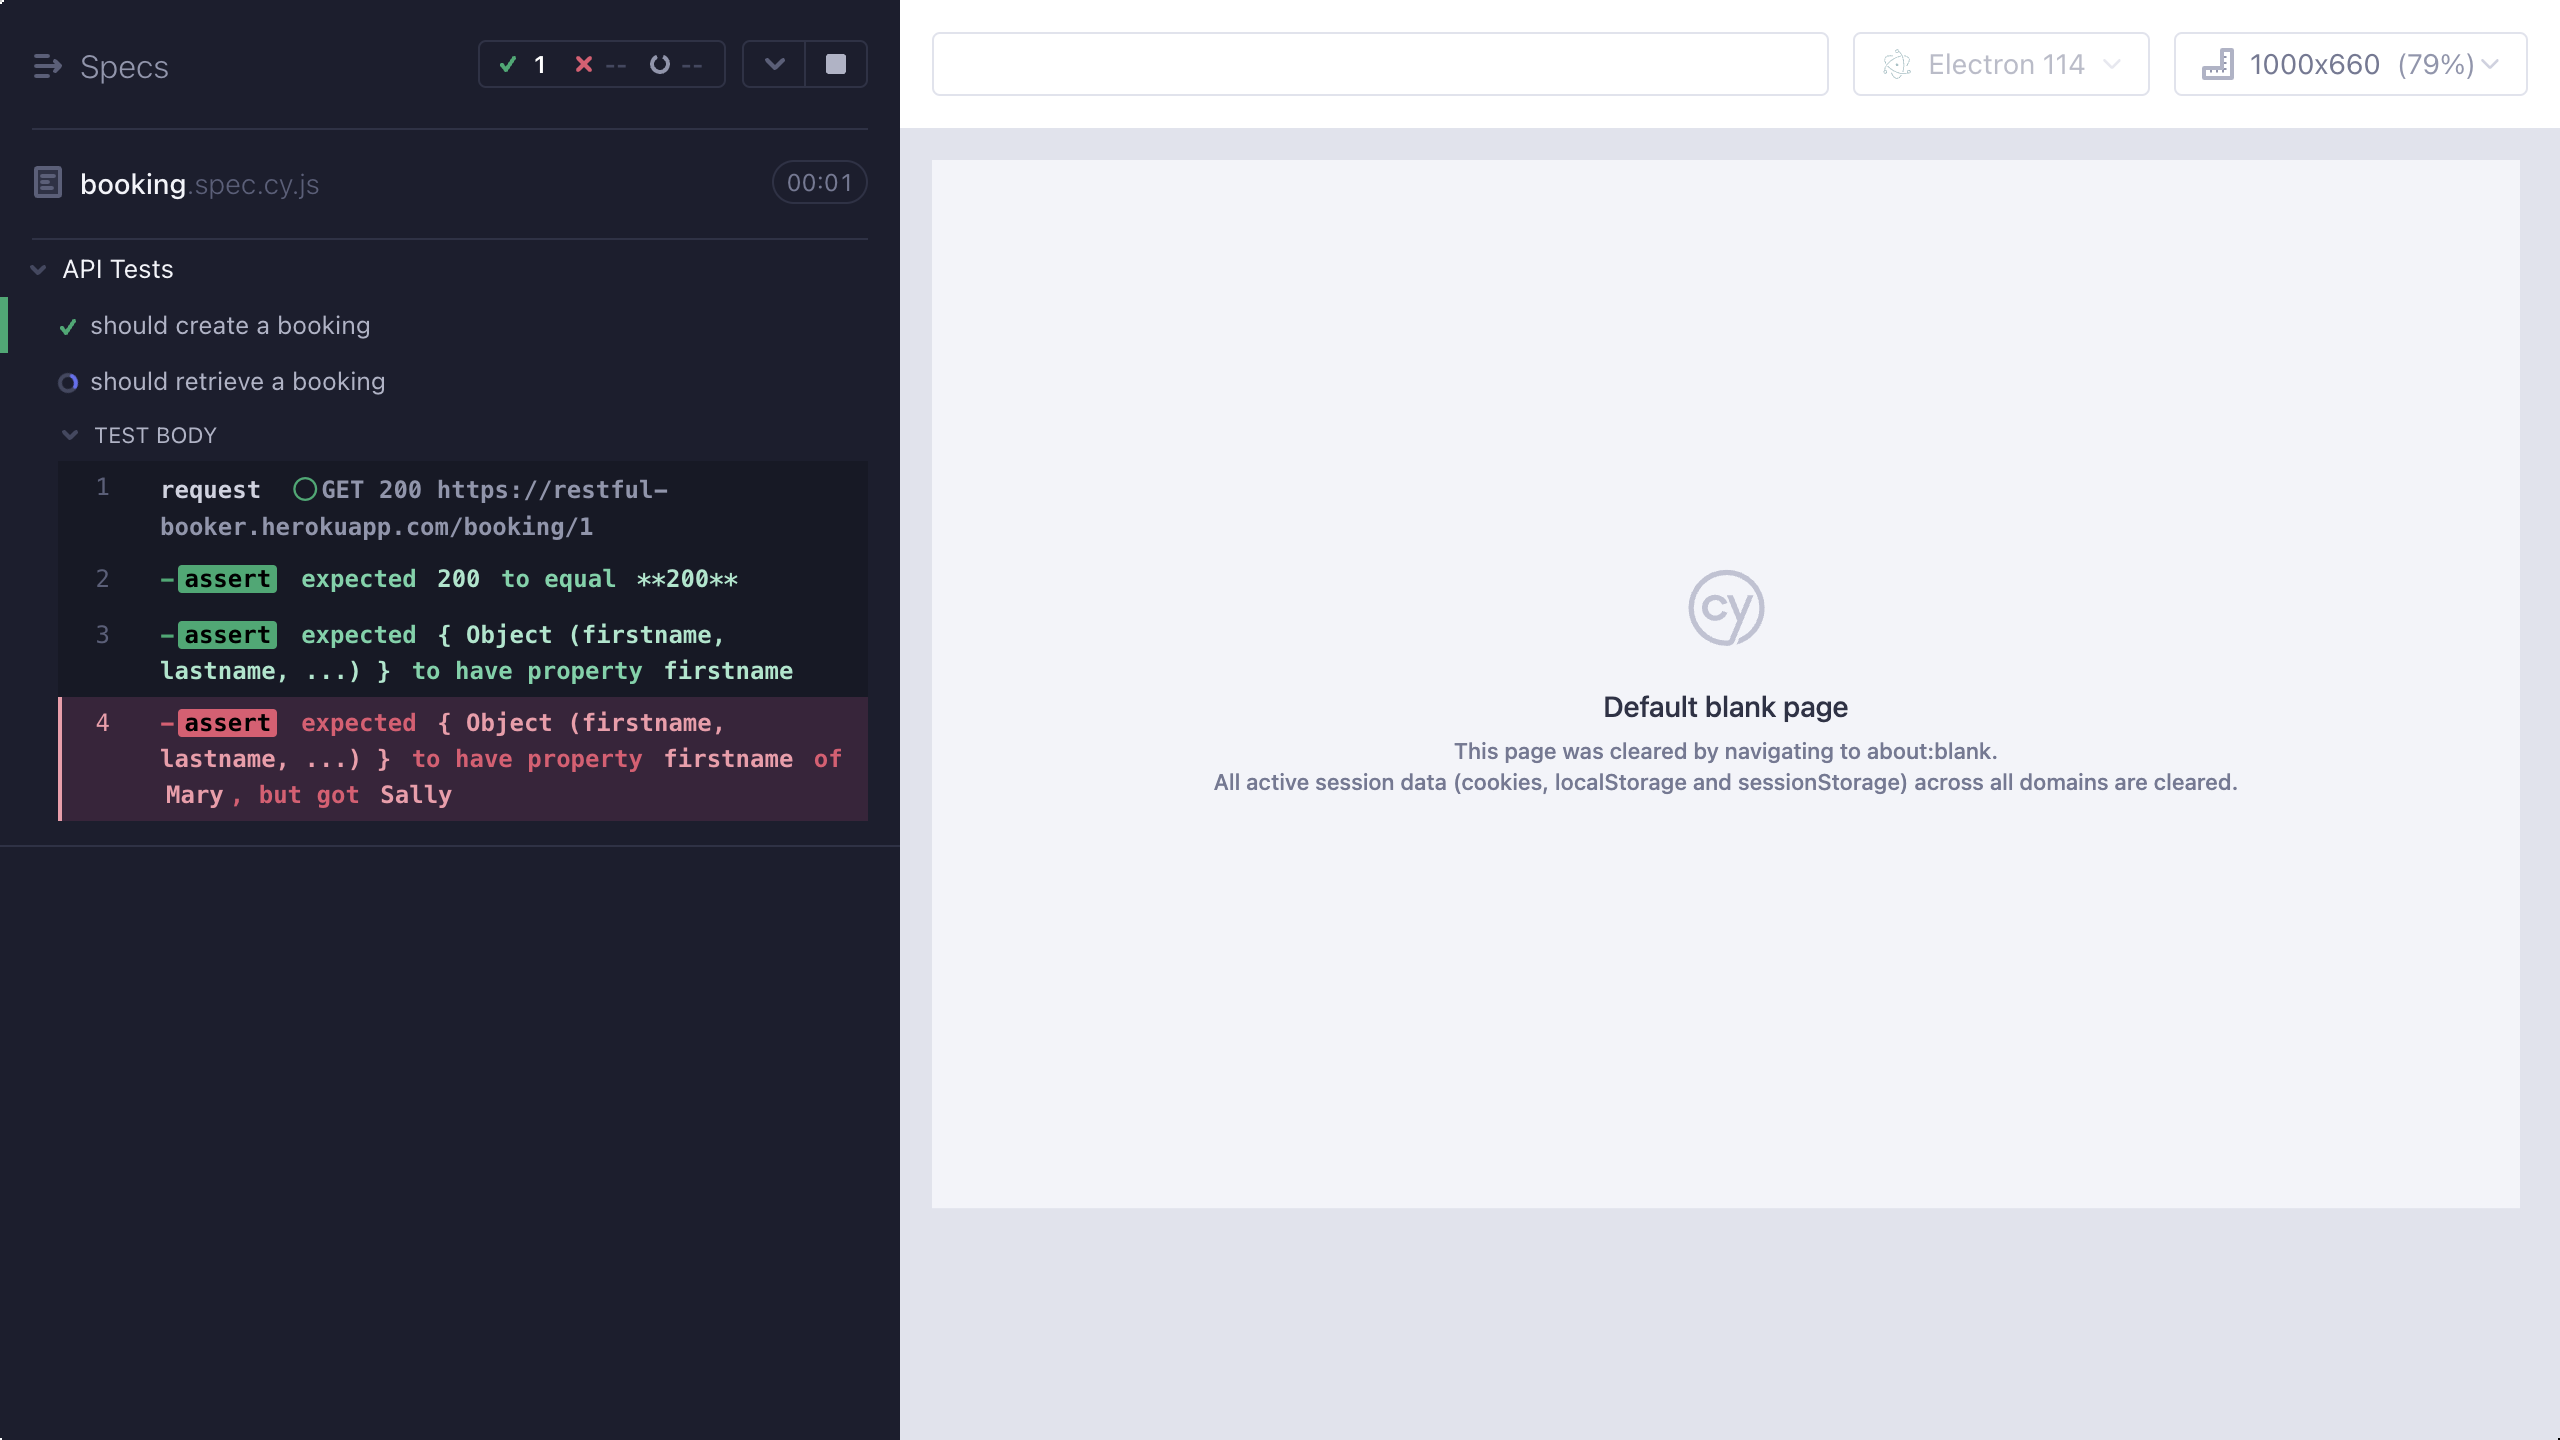 Specs
1 -- --
booking.spec.cy.js
00:01
API Tests
should create a booking
should retrieve a booking
TEST BODY
1 request GET 200 https://restful-
booker.herokuapp.com/booking/1
2 -assert expected 200 to equal **200**
3 -assert expected { Object (firstname,
lastname, ...) } to have property firstname
4 -assert expected { Object (firstname,
lastname, ...) } to have property firstname of
Mary, but got Sally
Electron 114
1000x660 (79%)
cy
Default blank page
This page was cleared by navigating to about:blank.
All active session data (cookies, localStorage and sessionStorage) across all domains are cleared.